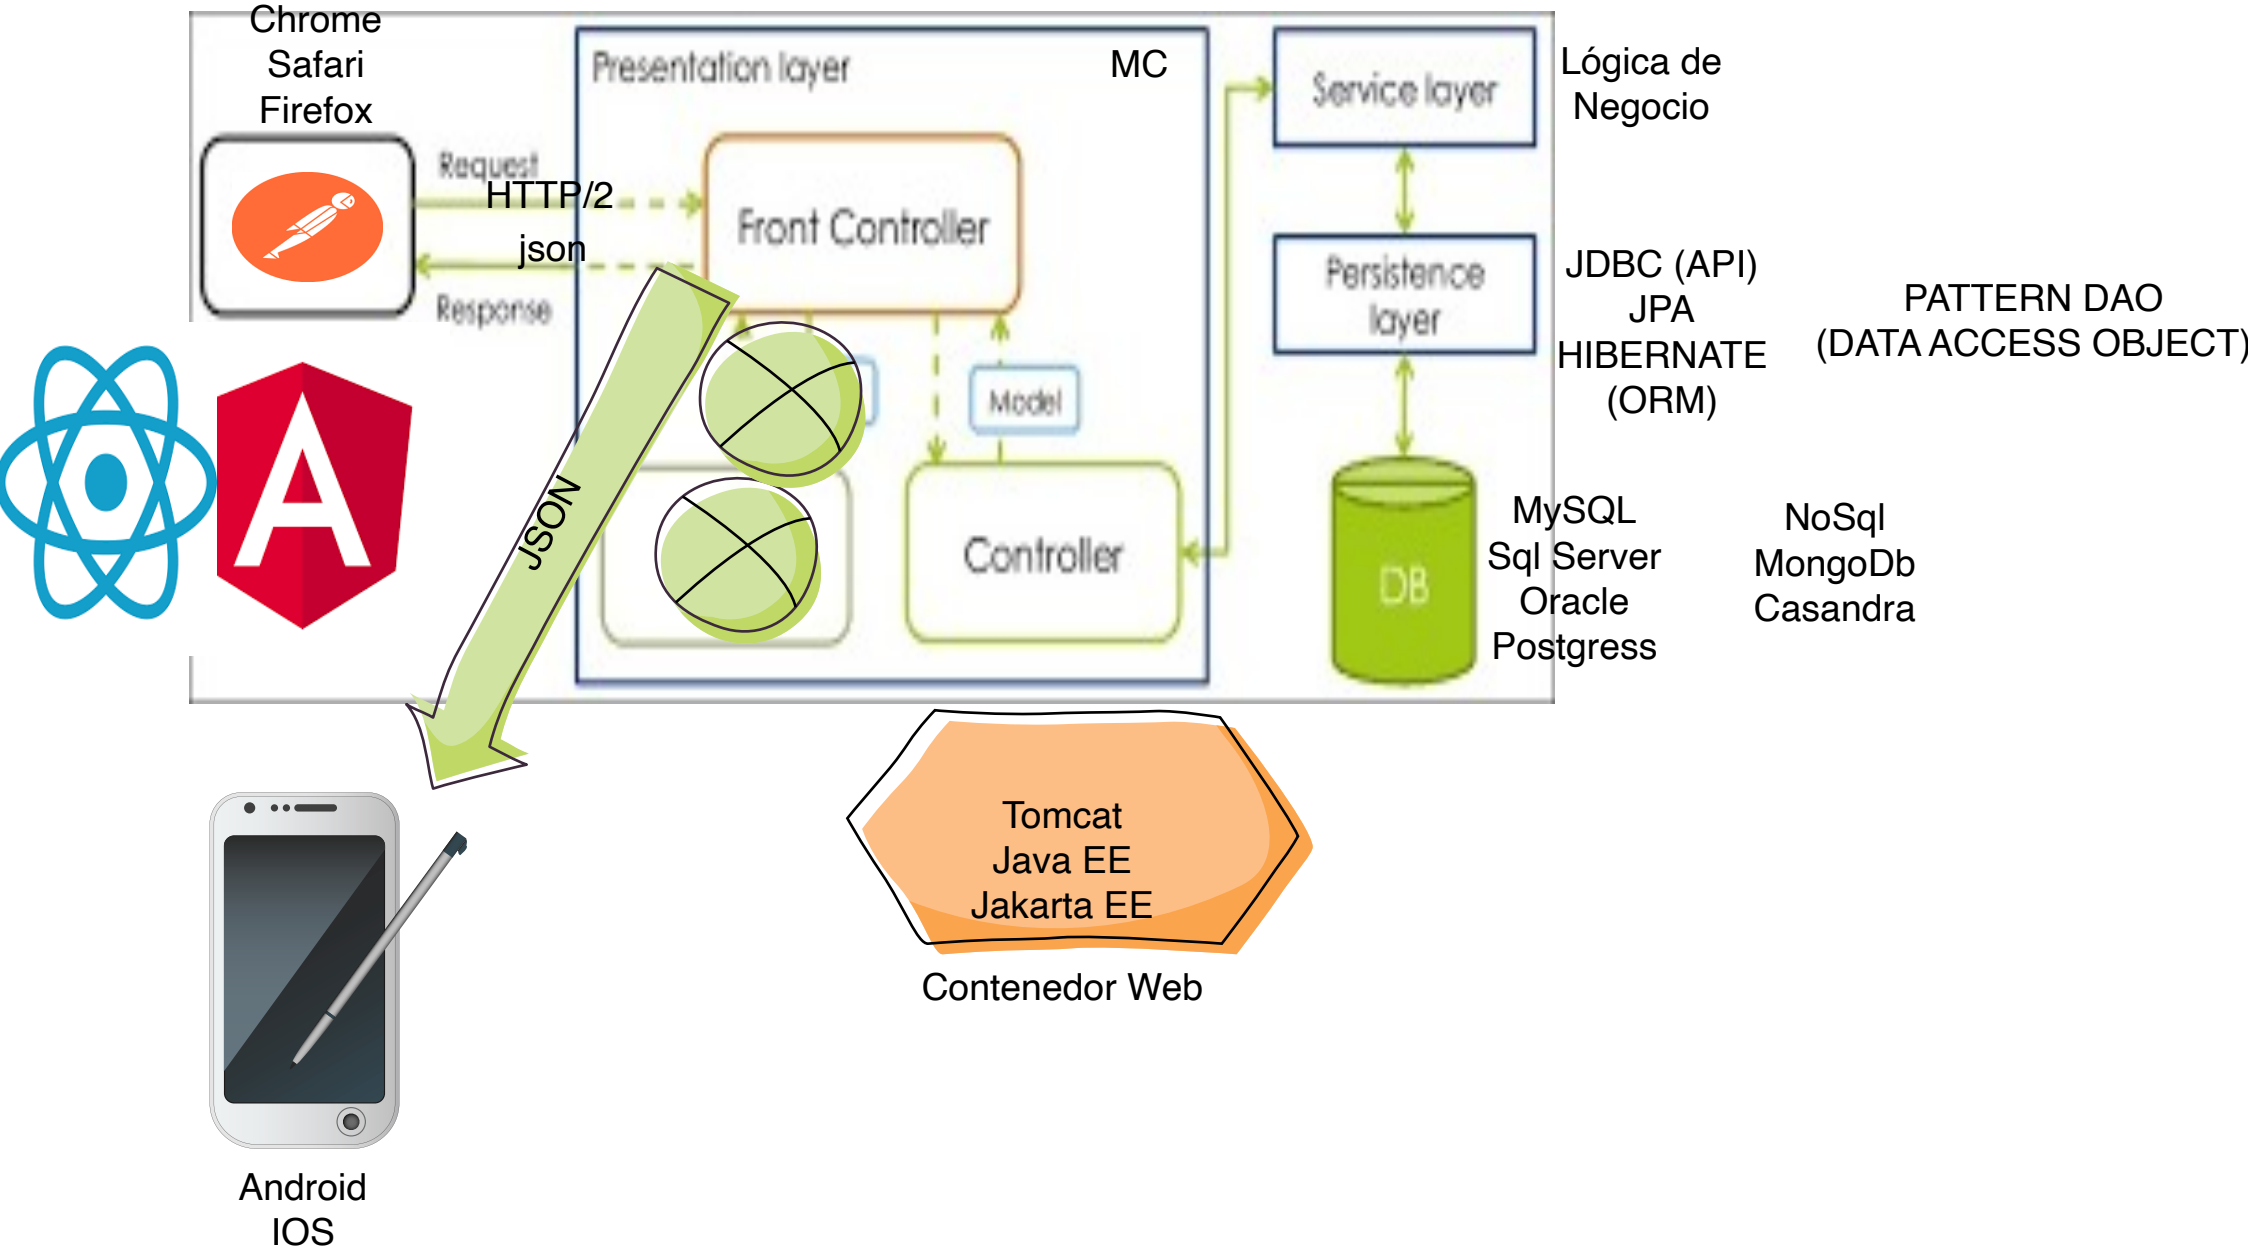 Chrome
Safari
Firefox
Request
HTTP/2
json
Response
Presentation layer
MC
Front Controller
Model
Controller
JSON
Service layer
Lógica de
Negocio
Persistence
layer
JDBC (API)
JPA
HIBERNATE
(ORM)
PATTERN DAO
(DATA ACCESS OBJECT)
DB
MySQL
Sql Server
Oracle
Postgress
NoSql
MongoDb
Casandra
A
Tomcat
Java EE
Jakarta EE
Contenedor Web
Android
IOS